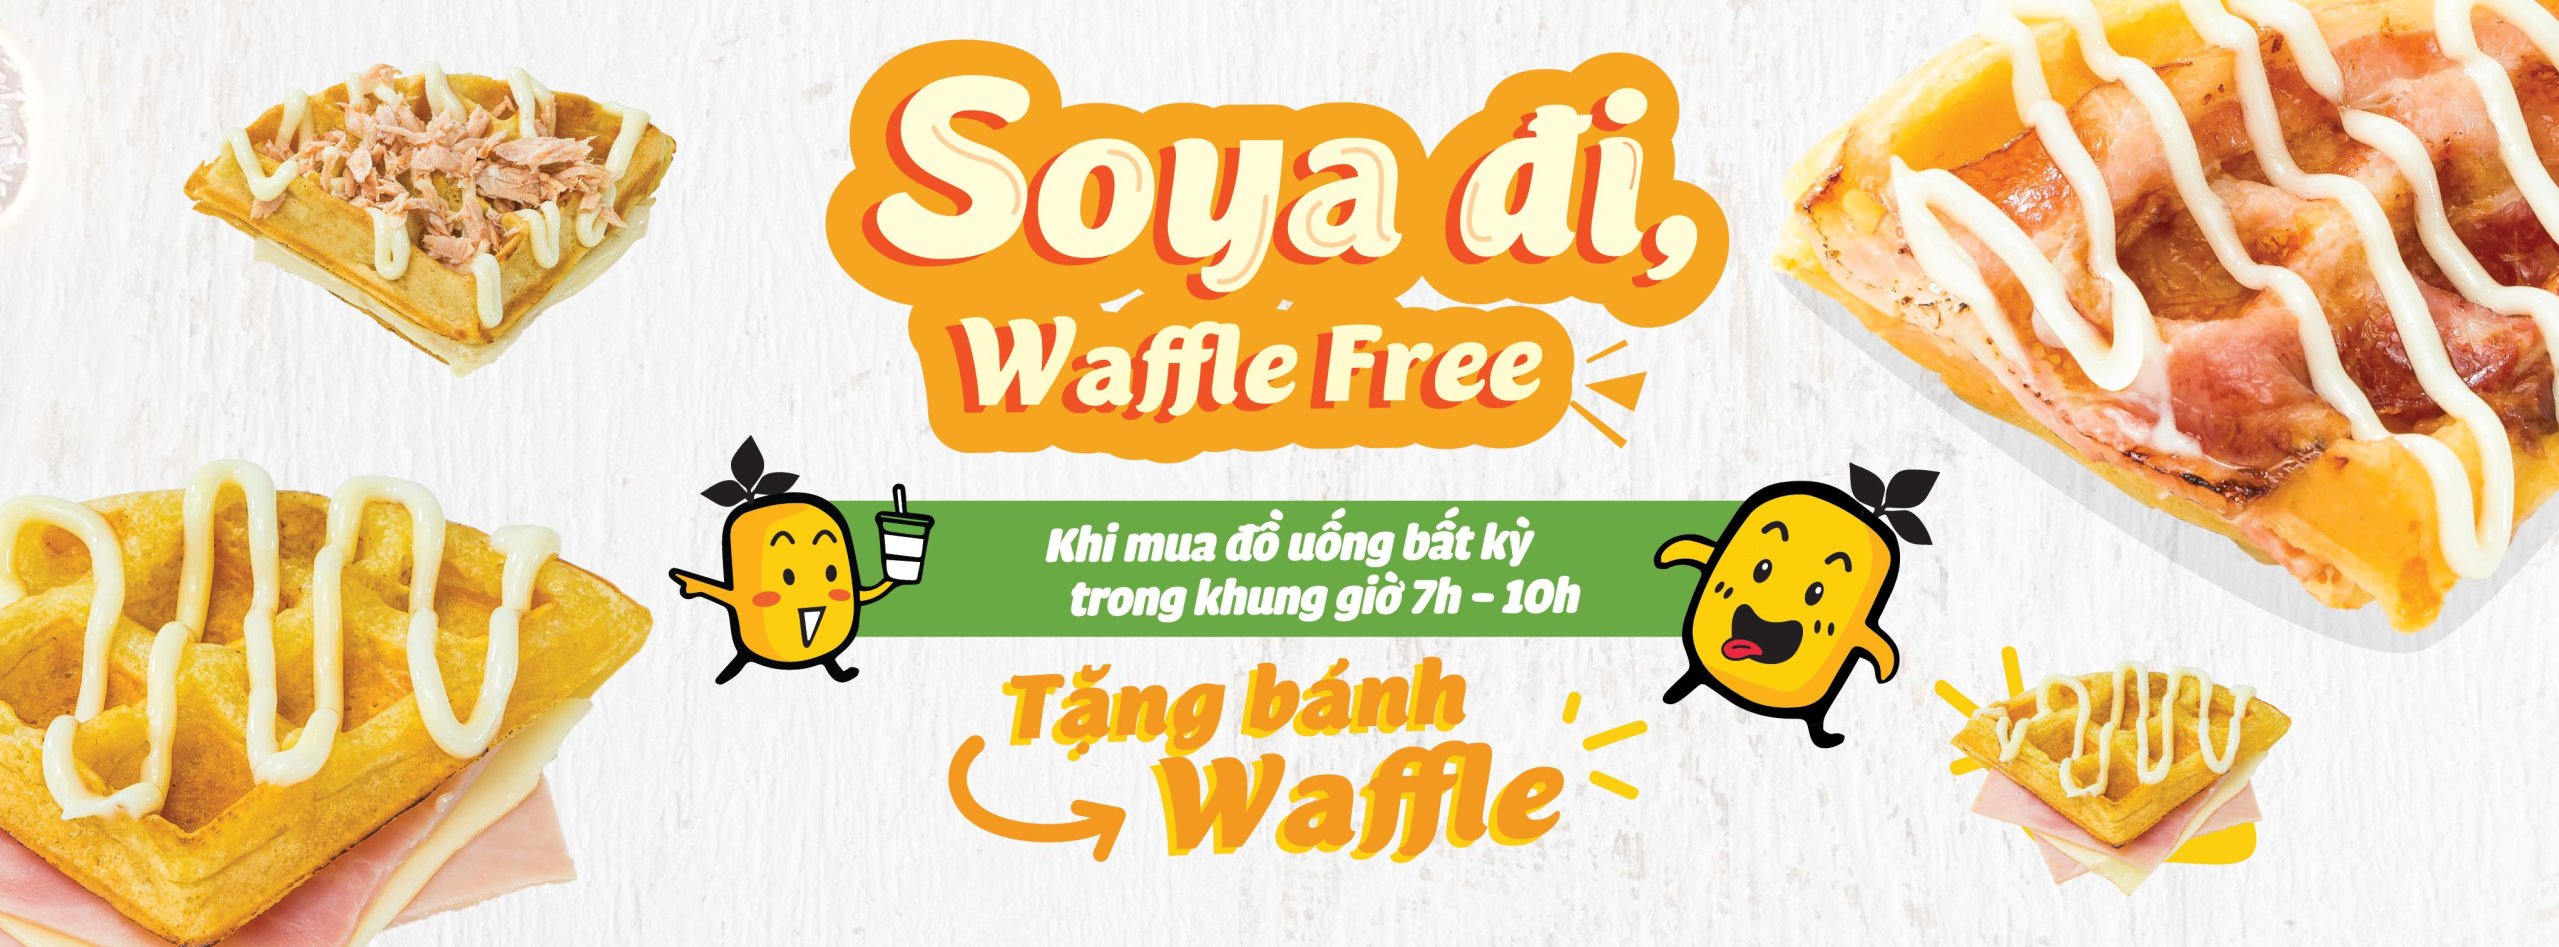 Soya đi,
Waffle Free
Khi mua đồ uống bất kỳ
trong khung giờ 7h - 10h
Tặng bánh
Waffle